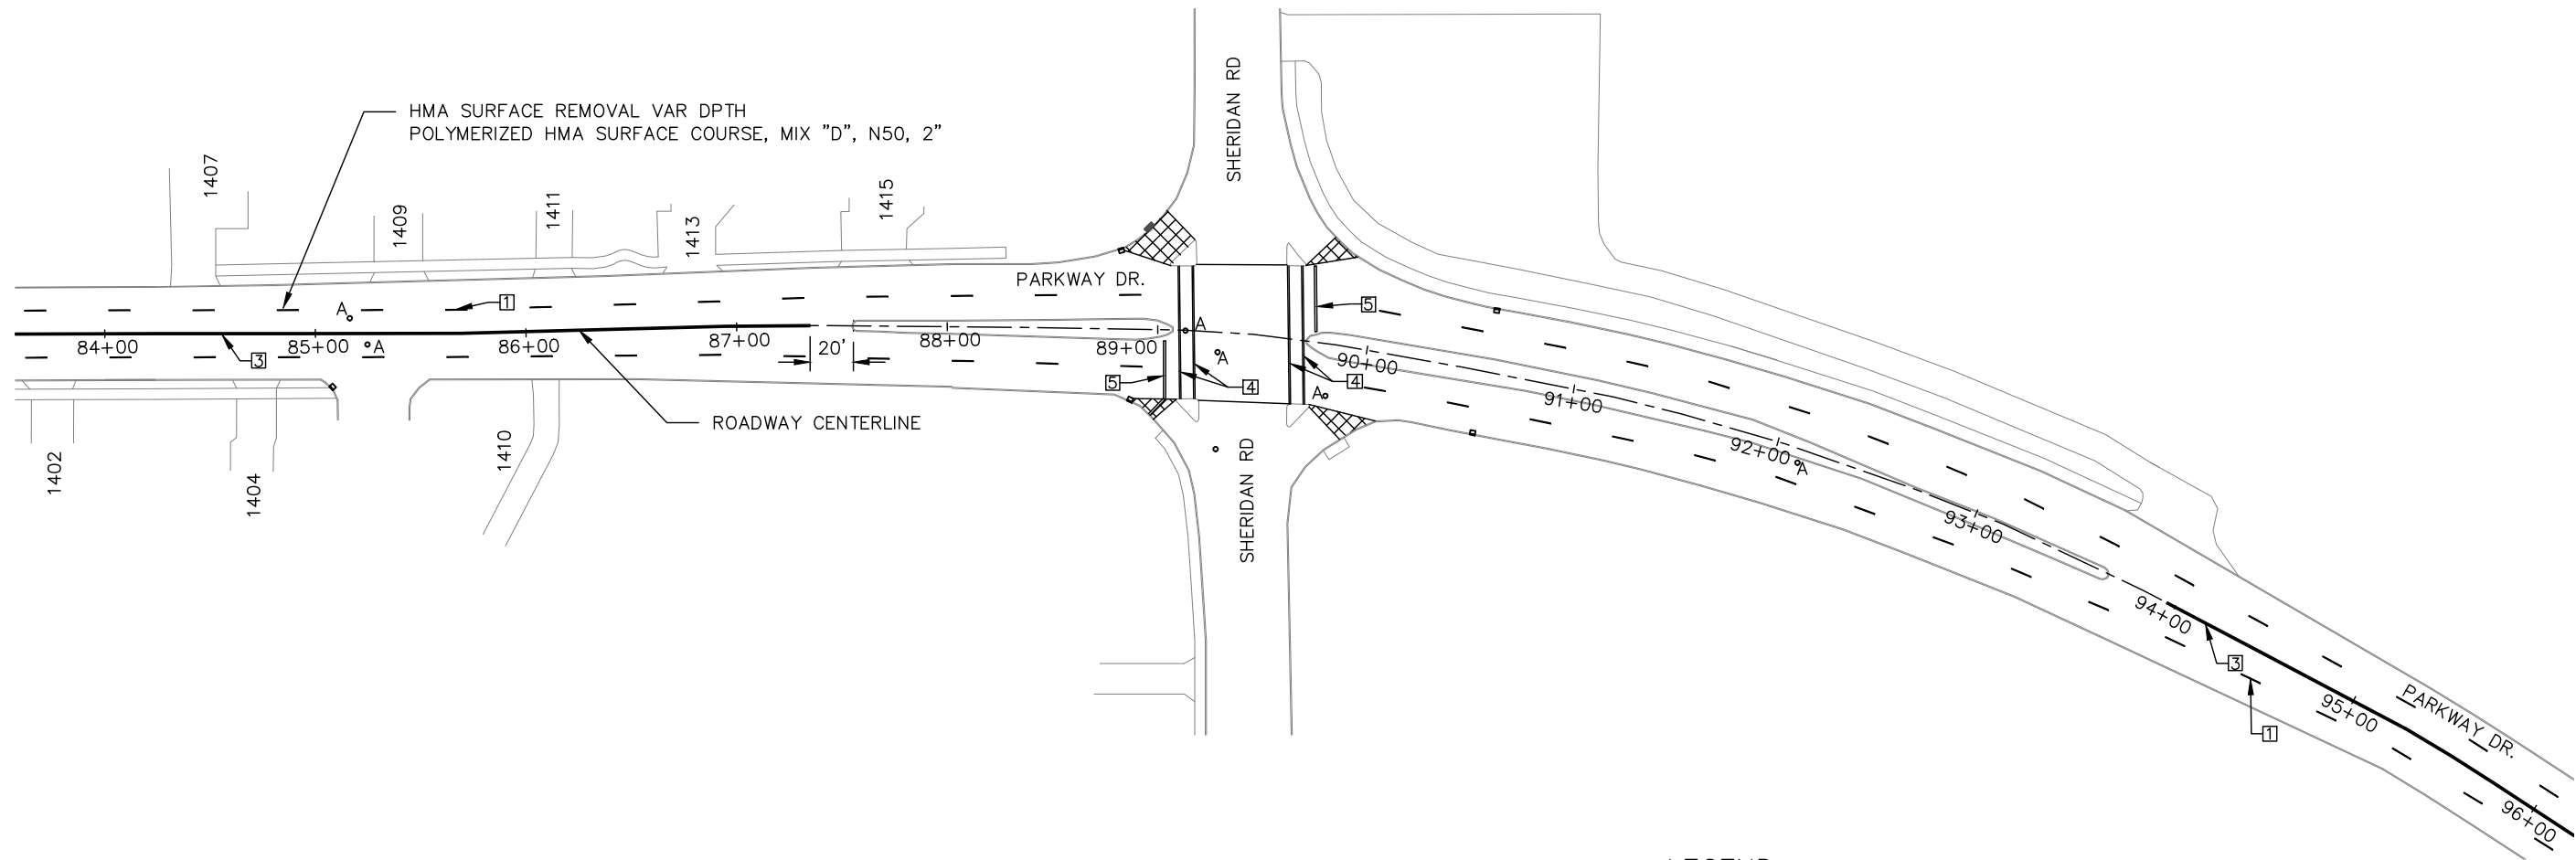 HMA SURFACE REMOVAL VAR DPTH
POLYMERIZED HMA SURFACE COURSE, MIX "D", N50, 2"
SHERIDAN RD
1407
1409
1411
1413
1415
PARKWAY DR.
A
1
5
A
84+00
3
85+00
A
86+00
87+00
20'
88+00
89+00
A
90+00
5
4
4
A
91+00
ROADWAY CENTERLINE
92+00
A
1402
1404
1410
SHERIDAN RD
93+00
94+00
3
1
95+00
PARKWAY DR.
96+00